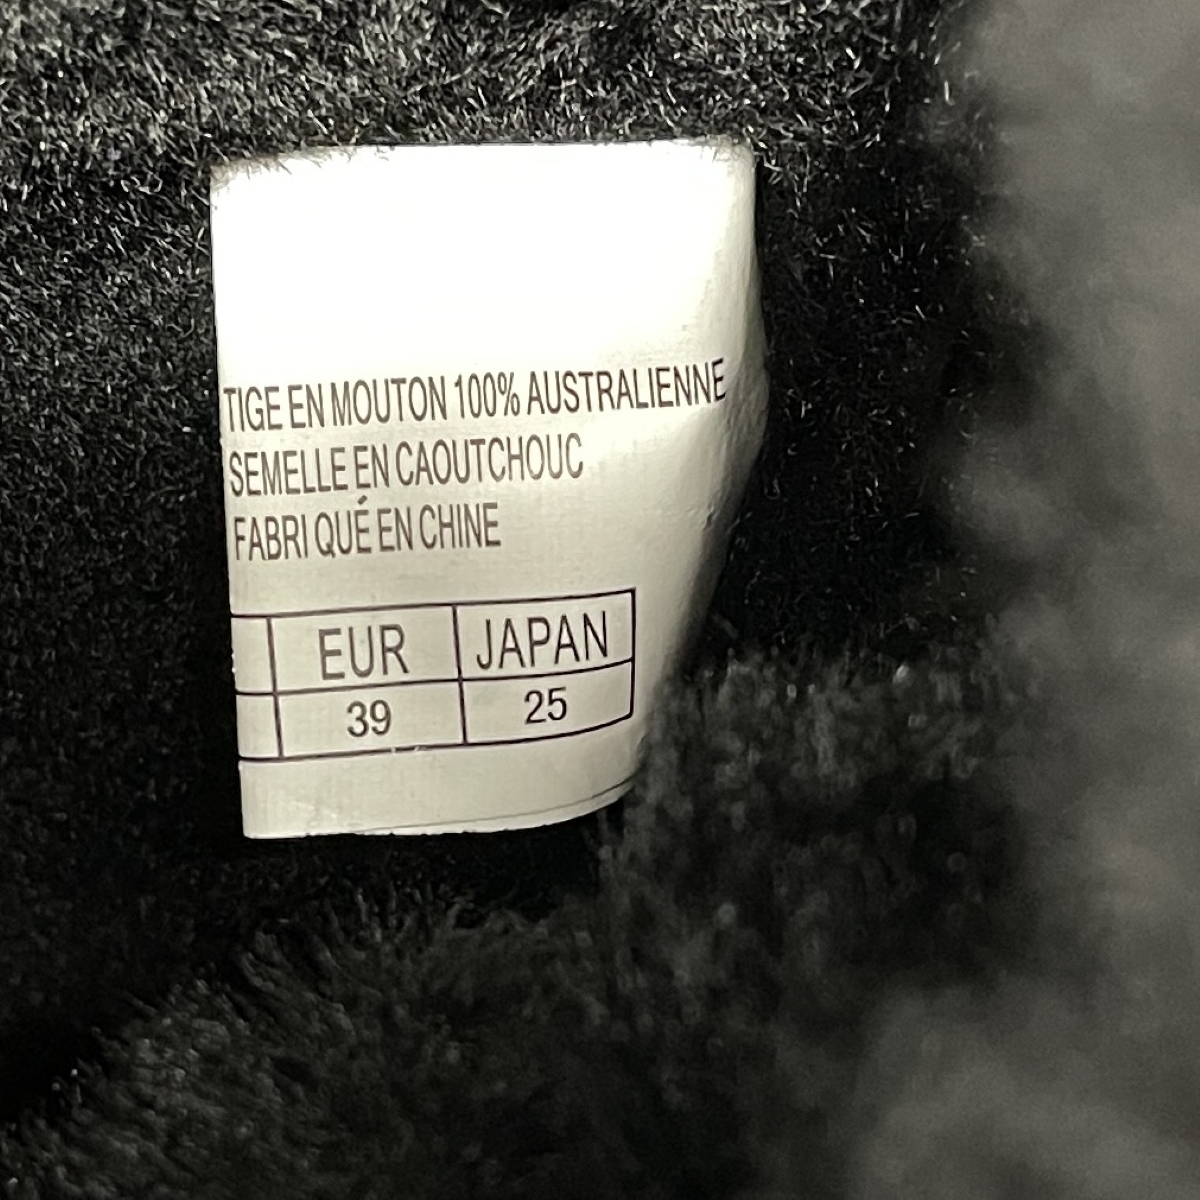 TIGE EN MOUTON 100% AUSTRALIENNE
SEMELLE EN CAOUTCHOUC
FABRI QUÉ EN CHINE
EUR JAPAN
39 25